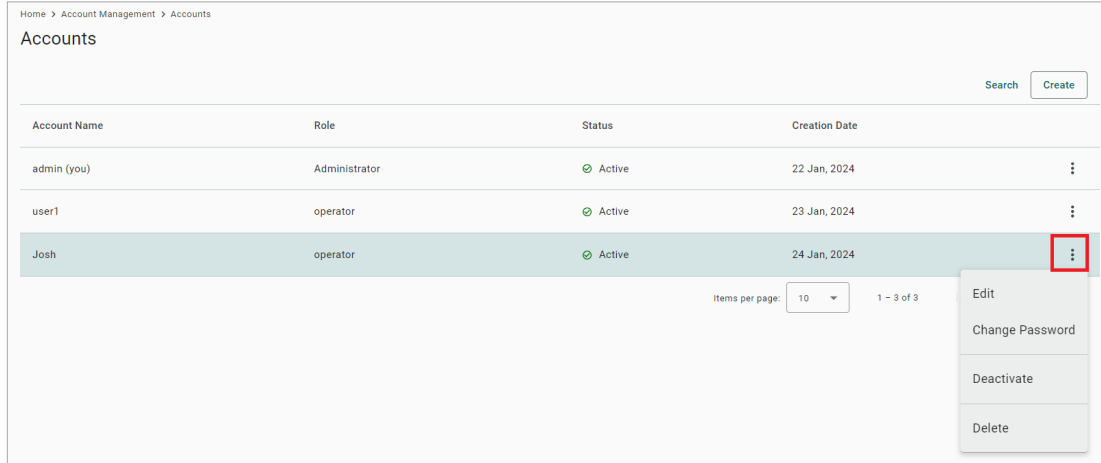 Home > Account Management > Accounts
Accounts
Search Create
Account Name Role Status Creation Date
admin (you) Administrator Active 22 Jan, 2024
user1 operator Active 23 Jan, 2024
Josh operator Active 24 Jan, 2024
Items per page: 10 1 – 3 of 3
Edit
Change Password
Deactivate
Delete